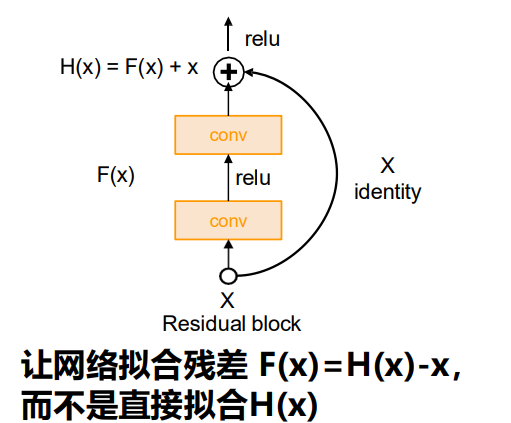 relu
H(x) = F(x) + x
conv
F(x)
relu
X
identity
conv
X
Residual block
让网络拟合残差 F(x)=H(x)-x，
而不是直接拟合H(x)